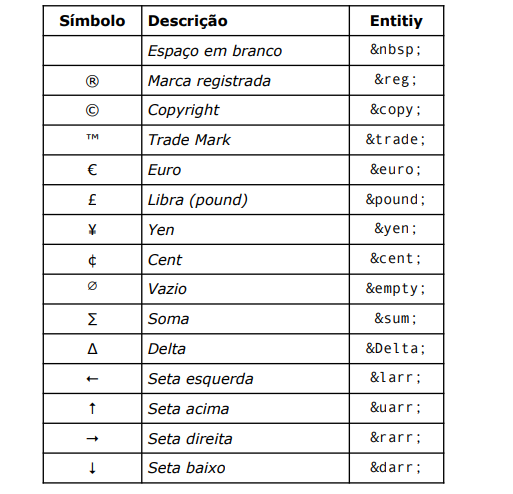 Símbolo Descrição Entitiy
Espaço em branco &nbsp;
® Marca registrada &reg;
© Copyright &copy;
™ Trade Mark &trade;
€ Euro &euro;
£ Libra (pound) &pound;
¥ Yen &yen;
¢ Cent &cent;
∅ Vazio &empty;
∑ Soma &sum;
Δ Delta &Delta;
← Seta esquerda &larr;
↑ Seta acima &uarr;
→ Seta direita &rarr;
↓ Seta baixo &darr;